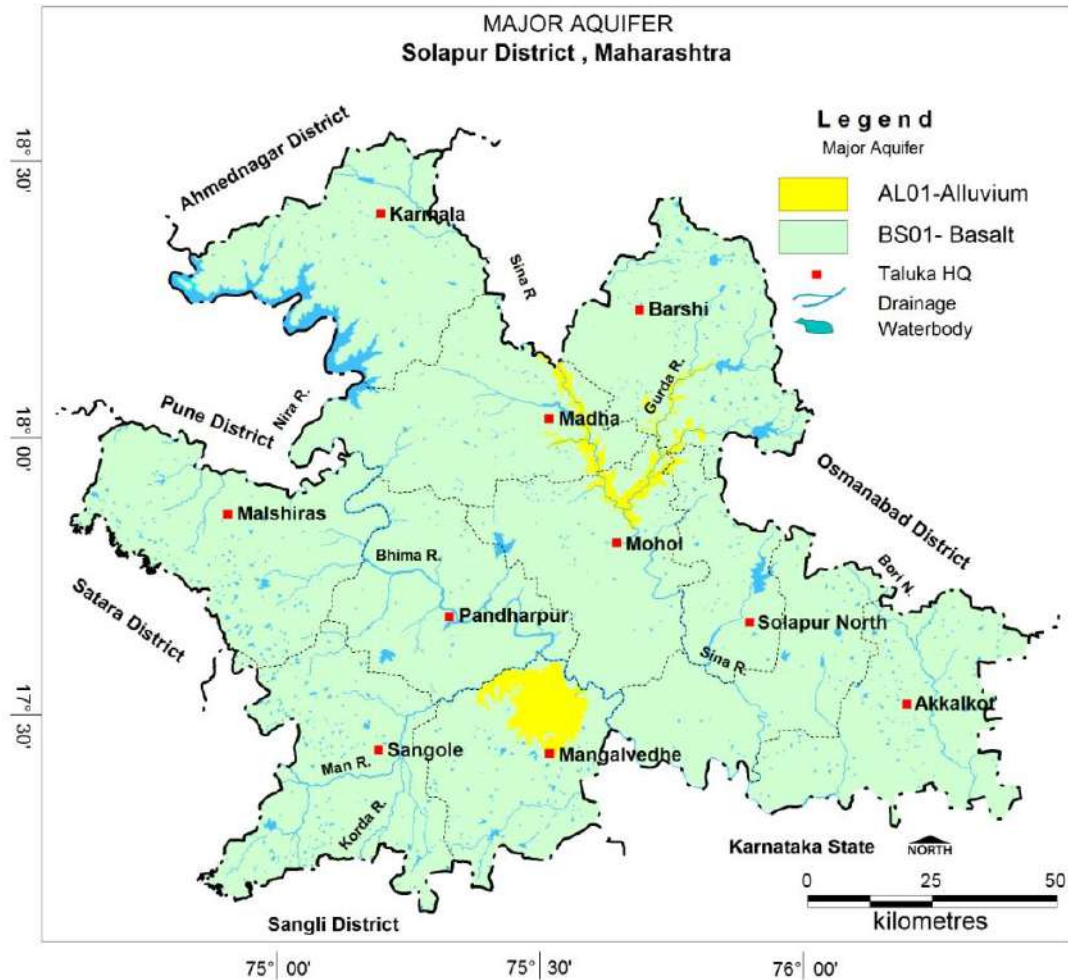 MAJOR AQUIFER
Solapur District , Maharashtra
Legend
Major Aquifer
AL01-Alluvium
BS01- Basalt
Taluka HQ
Drainage
Waterbody
18° 30'
18° 00'
17° 30'
Ahmednagar District
Karmala
Sina R
Barshi
Gurda R.
Nira R.
Pune District
Madha
Osmanabad District
Malshiras
Mohol
Bhima R.
Bori N.
Satara District
Pandharpur
Solapur North
Sina R
Akkalkot
Sangole
Mangalvedhe
Man R.
Korda R.
Karnataka State
NORTH
Sangli District
0 25 50
kilometres
75° 00' 75° 30' 76° 00'